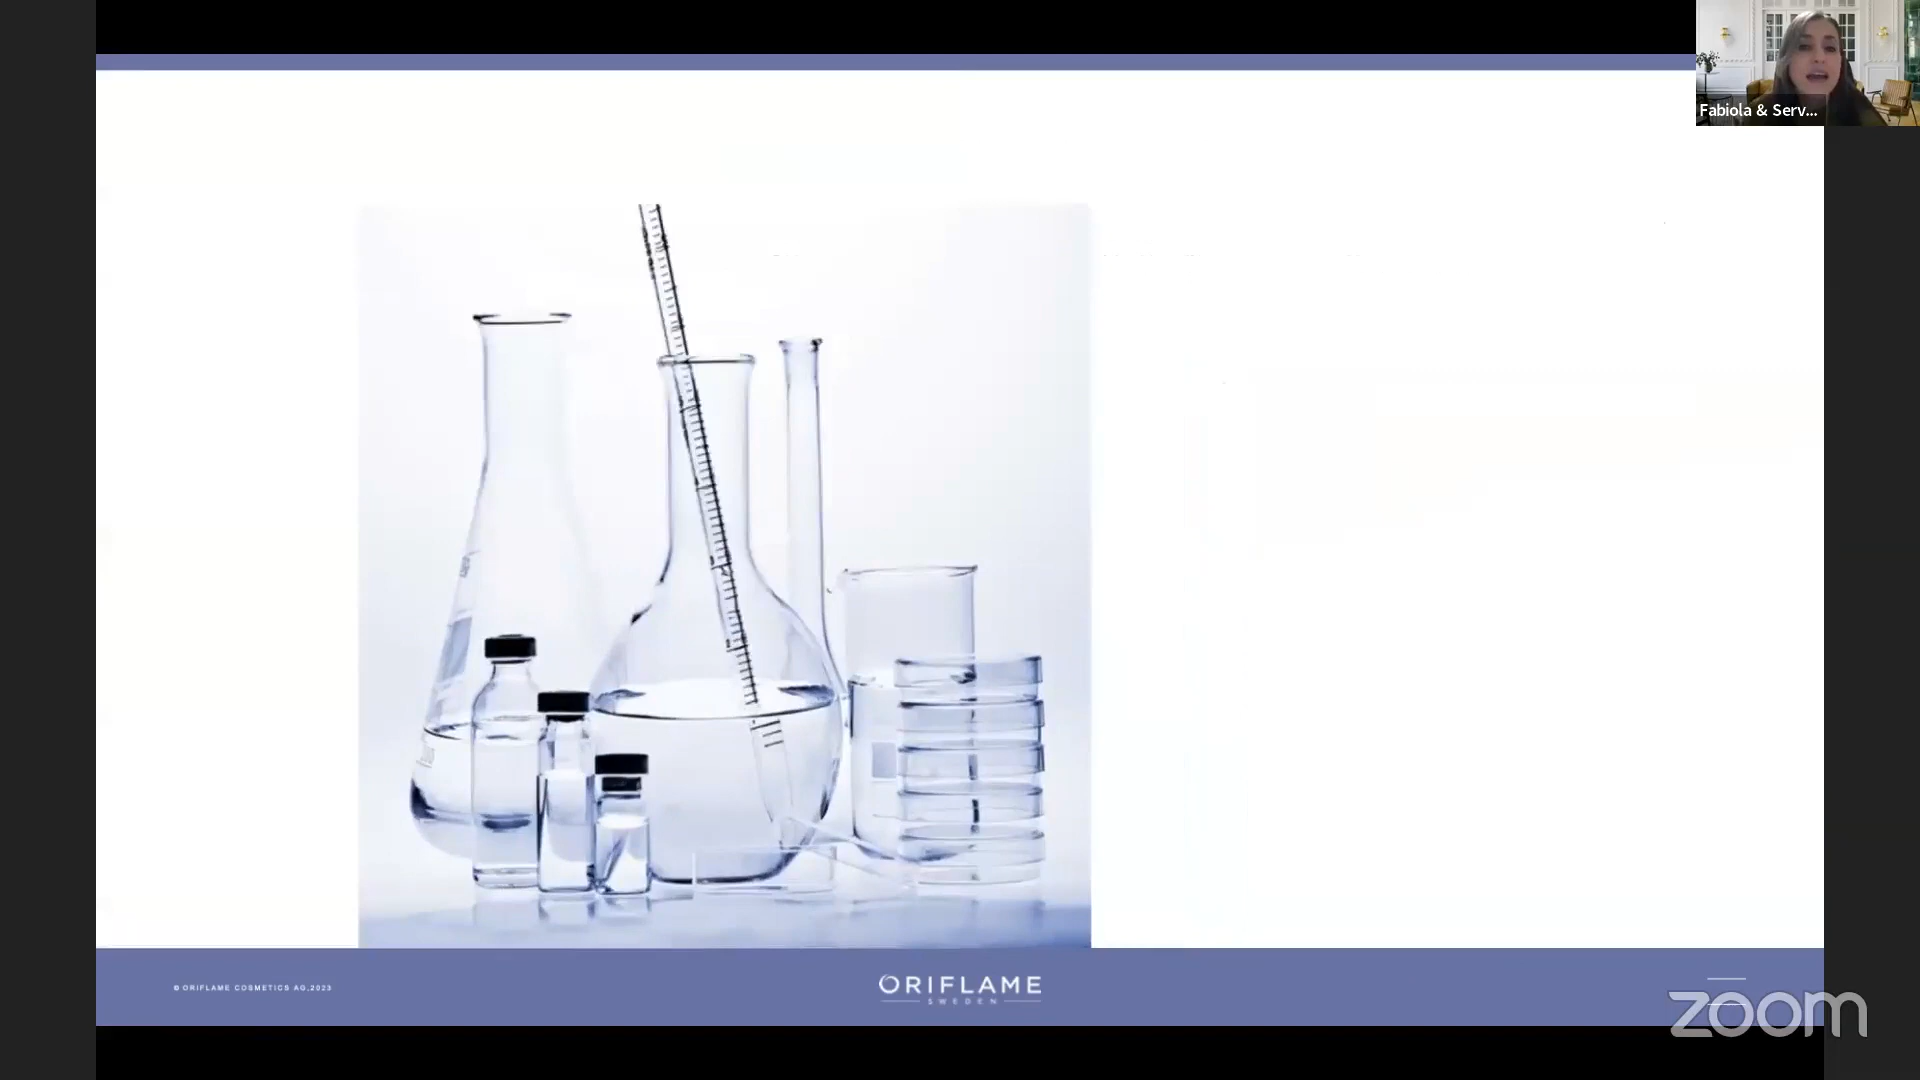 Fabiola & Serv...
© ORIFLAME COSMETICS AG,2023
ORIFLAME
SWEDEN
zoom